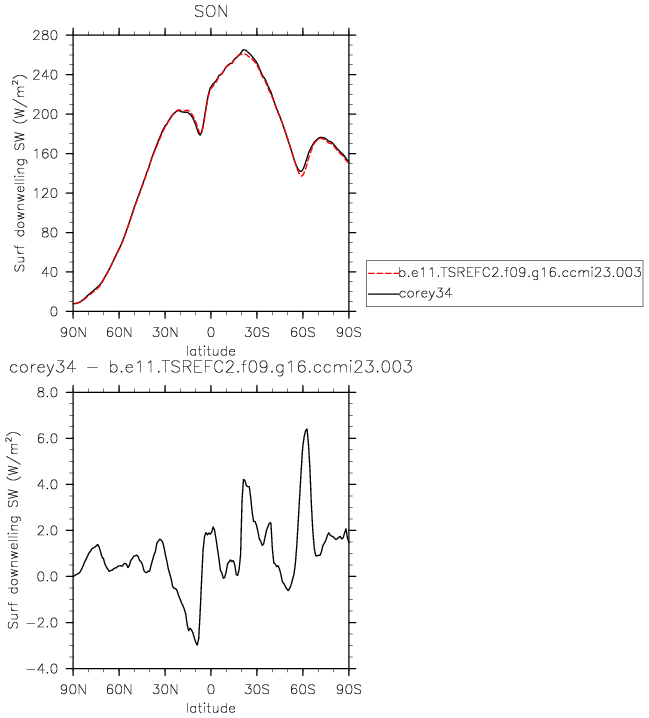 SON
280
240
200
160
120
80
40
0
Surf downwelling SW (W/m²)
90N 60N 30N 0 30S 60S 90S
latitude
b.e11.TSREFC2.f09.g16.ccmi23.003
corey34
corey34 − b.e11.TSREFC2.f09.g16.ccmi23.003
8.0
6.0
4.0
2.0
0.0
−2.0
−4.0
Surf downwelling SW (W/m²)
90N 60N 30N 0 30S 60S 90S
latitude